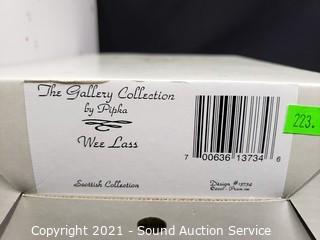 The Gallery Collection
by Pipka
Wee Lass
Scottish Collection
7 00636 13734 6
Design #13734
223.
Copyright 2021 - Sound Auction Service